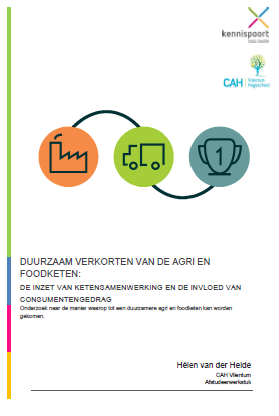 kennispoort
CAH Vilentum
Hogeschool
1
DUURZAAM VERKORTEN VAN DE AGRI EN
FOODKETEN:
DE INZET VAN KETENSAMENWERKING EN DE INVLOED VAN
CONSUMENTENGEDRAG
Onderzoek naar de manier waarop tot een duurzamere agri en foodketen kan worden
gekomen.
Hélen van der Heide
CAH Vilentum
Afstudeerwerkstuk